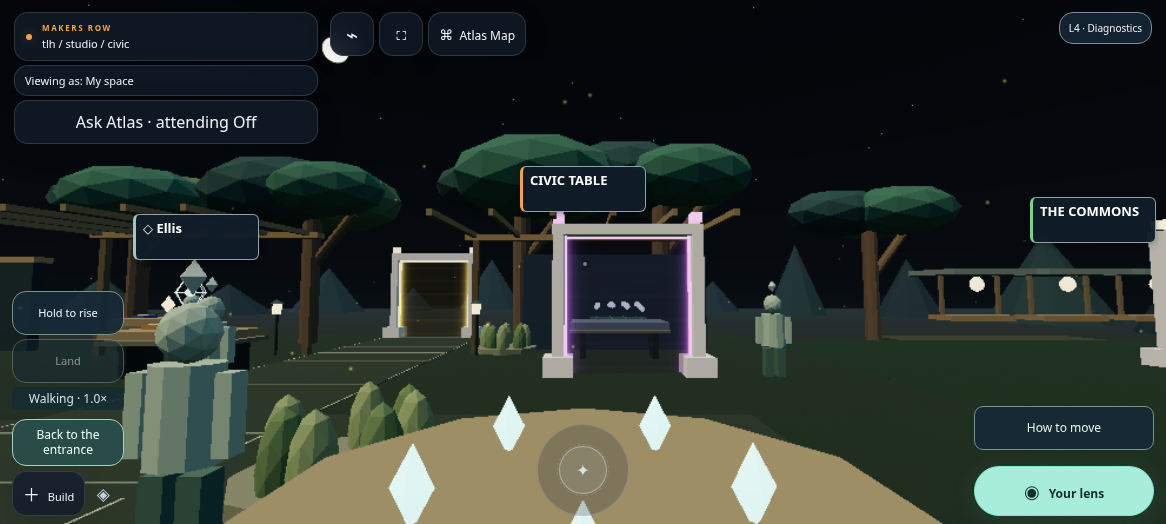 MAKERS ROW
tlh / studio / civic
⌘ Atlas Map
L4 · Diagnostics
Viewing as: My space
Ask Atlas · attending Off
CIVIC TABLE
THE COMMONS
◇ Ellis
Hold to rise
Land
Walking · 1.0×
Back to the
entrance
+ Build
How to move
Your lens